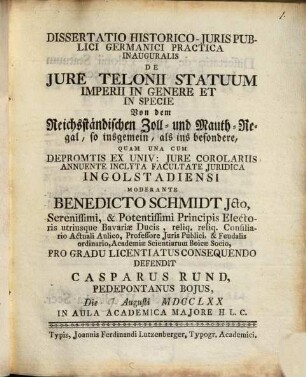 DISSERTATIO HISTORICO-JURIS PUB-
LICI GERMANICI PRACTICA
INAUGURALIS
DE
JURE TELONII STATUUM
IMPERII IN GENERE ET
IN SPECIE
Von dem
Reichsständischen Zoll- und Mauth-Re-
gal, so insgemein, als ins besondere,
QUAM UNA CUM
DEPROMTIS EX UNIV: JURE COROLARIIS
ANNUENTE INCLYTA FACULTATE JURIDICA
INGOLSTADIENSI
MODERANTE
BENEDICTO SCHMIDT Jcto,
Serenissimi, & Potentissimi Principis Electo-
ris utriusque Bavariæ Ducis, reliq. reliq. Consilia-
rio Actuali Aulico, Professore Juris Publici, & Feudalis
ordinario, Academiæ Scientiarum Boicæ Socio,
PRO GRADU LICENTIATUS CONSEQUENDO
DEFENDIT
CASPARUS RUND,
PEDEPONTANUS BOJUS,
Die Augusti MDCCLXX
IN AULA ACADEMICA MAJORE H. L. C.
Typis, Joannis Ferdinandi Lutzenberger, Typogr. Academici.